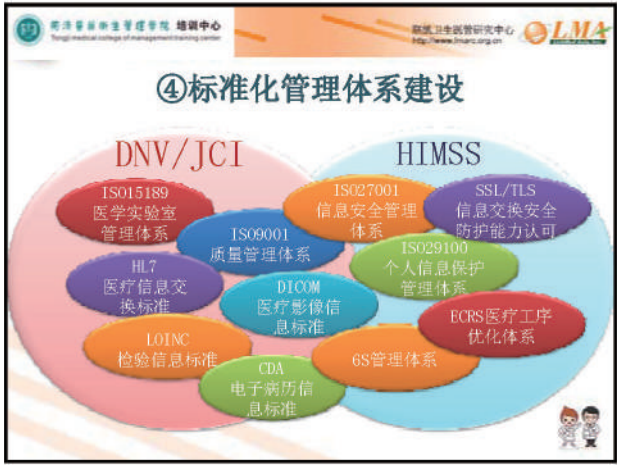 同济医学院卫生管理学院 培训中心
Tongji medical college of management training center
医管研究中心
http://www.lmarc.org.cn
LMA
④标准化管理体系建设
DNV/JCI
HIMSS
ISO15189
医学实验室
管理体系
ISO9001
质量管理体系
ISO27001
信息安全管理
体系
SSL/TLS
信息交换安全
防护能力认可
ISO29100
个人信息保护
管理体系
HL7
医疗信息交
换标准
DICOM
医疗影像信
息标准
ECRS医疗工序
优化体系
LOINC
检验信息标准
6S管理体系
CDA
电子病历信
息标准